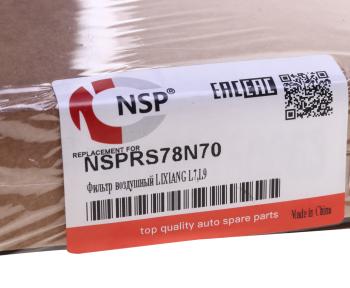 NSP®
EAC EAC
REPLACEMENT FOR
NSPRS78N70
Фильтр воздушный LIXIANG L7,L9
top quality auto spare parts
Made in China